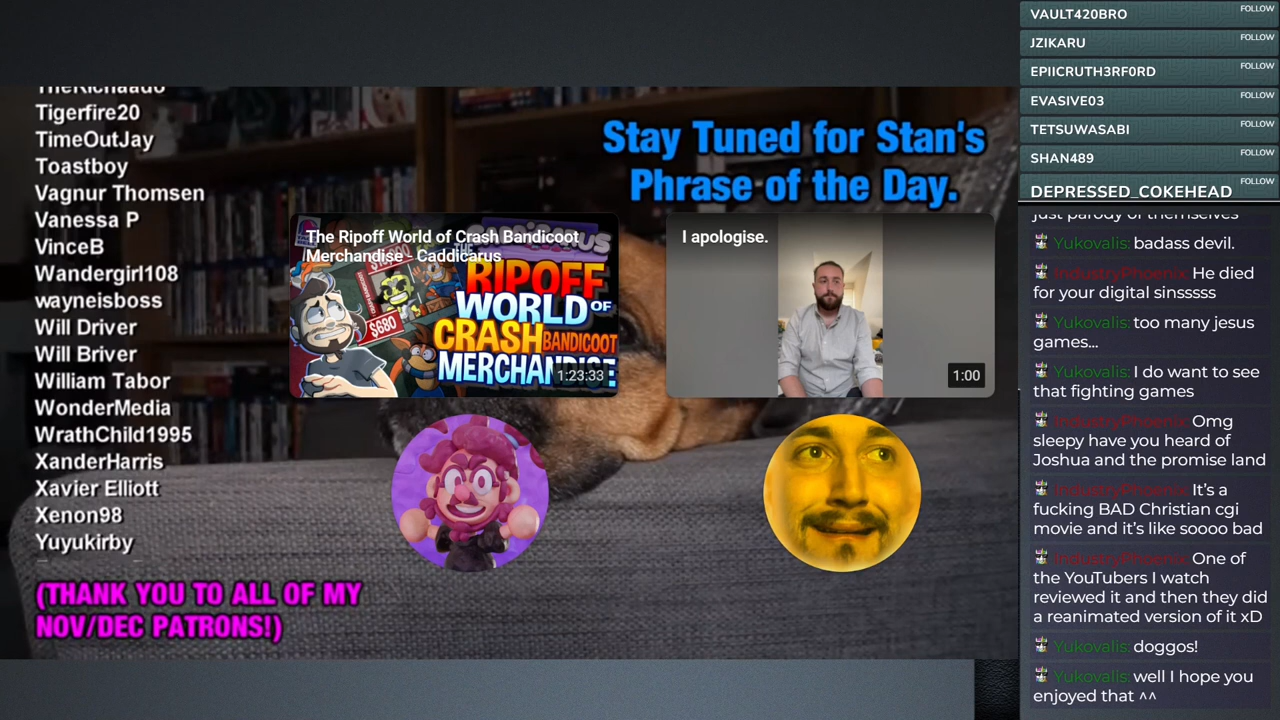 TheRichaado
Tigerfire20
TimeOutJay
Toastboy
Vagnur Thomsen
Vanessa P
VinceB
Wandergirl108
wayneisboss
Will Driver
Will Briver
William Tabor
WonderMedia
WrathChild1995
XanderHarris
Xavier Elliott
Xenon98
Yuyukirby
(THANK YOU TO ALL OF MY
NOV/DEC PATRONS!)
Stay Tuned for Stan's
Phrase of the Day.
The Ripoff World of Crash Bandicoot
Merchandise - Caddicarus
THE
RIPOFF
WORLD OF
CRASH BANDICOOT
MERCHANDISE!
$680
1:23:33
I apologise.
1:00
VAULT420BRO FOLLOW
JZIKARU FOLLOW
EPIICRUTH3RF0RD FOLLOW
EVASIVE03 FOLLOW
TETSUWASABI FOLLOW
SHAN489 FOLLOW
DEPRESSED_COKEHEAD FOLLOW
just parody of themselves
Yukovalis: badass devil.
IndustryPhoenix: He died
for your digital sinsssss
Yukovalis: too many jesus
games...
Yukovalis: I do want to see
that fighting games
IndustryPhoenix: Omg
sleepy have you heard of
Joshua and the promise land
IndustryPhoenix: It's a
fucking BAD Christian cgi
movie and it's like soooo bad
IndustryPhoenix: One of
the YouTubers I watch
reviewed it and then they did
a reanimated version of it xD
Yukovalis: doggos!
Yukovalis: well I hope you
enjoyed that ^^